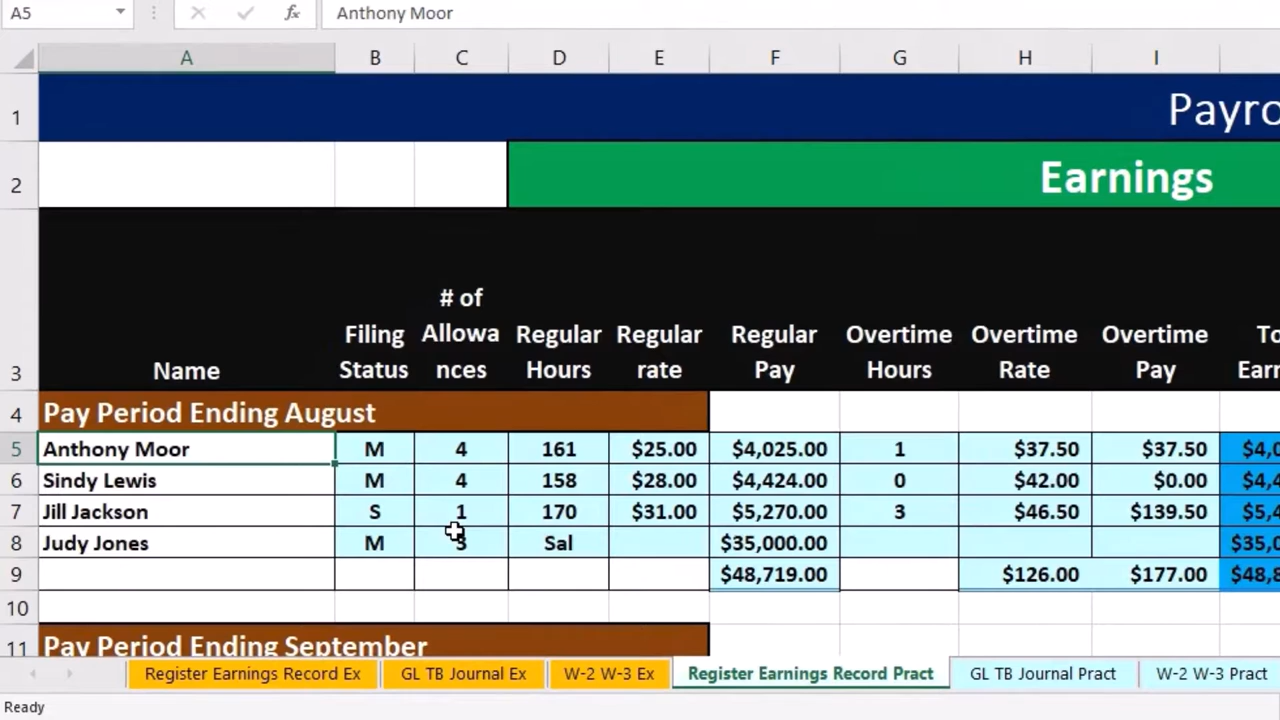 A5 fx Anthony Moor
A B C D E F G H I
1 Payro
2 Earnings
3 Name Filing Status # of Allowa nces Regular Hours Regular rate Regular Pay Overtime Hours Overtime Rate Overtime Pay To Earn
4 Pay Period Ending August
5 Anthony Moor M 4 161 $25.00 $4,025.00 1 $37.50 $37.50 $4,0
6 Sindy Lewis M 4 158 $28.00 $4,424.00 0 $42.00 $0.00 $4,4
7 Jill Jackson S 1 170 $31.00 $5,270.00 3 $46.50 $139.50 $5,4
8 Judy Jones M 3 Sal $35,000.00 $35,0
9 $48,719.00 $126.00 $177.00 $48,8
10
11 Pay Period Ending September
Register Earnings Record Ex GL TB Journal Ex W-2 W-3 Ex Register Earnings Record Pract GL TB Journal Pract W-2 W-3 Pract
Ready